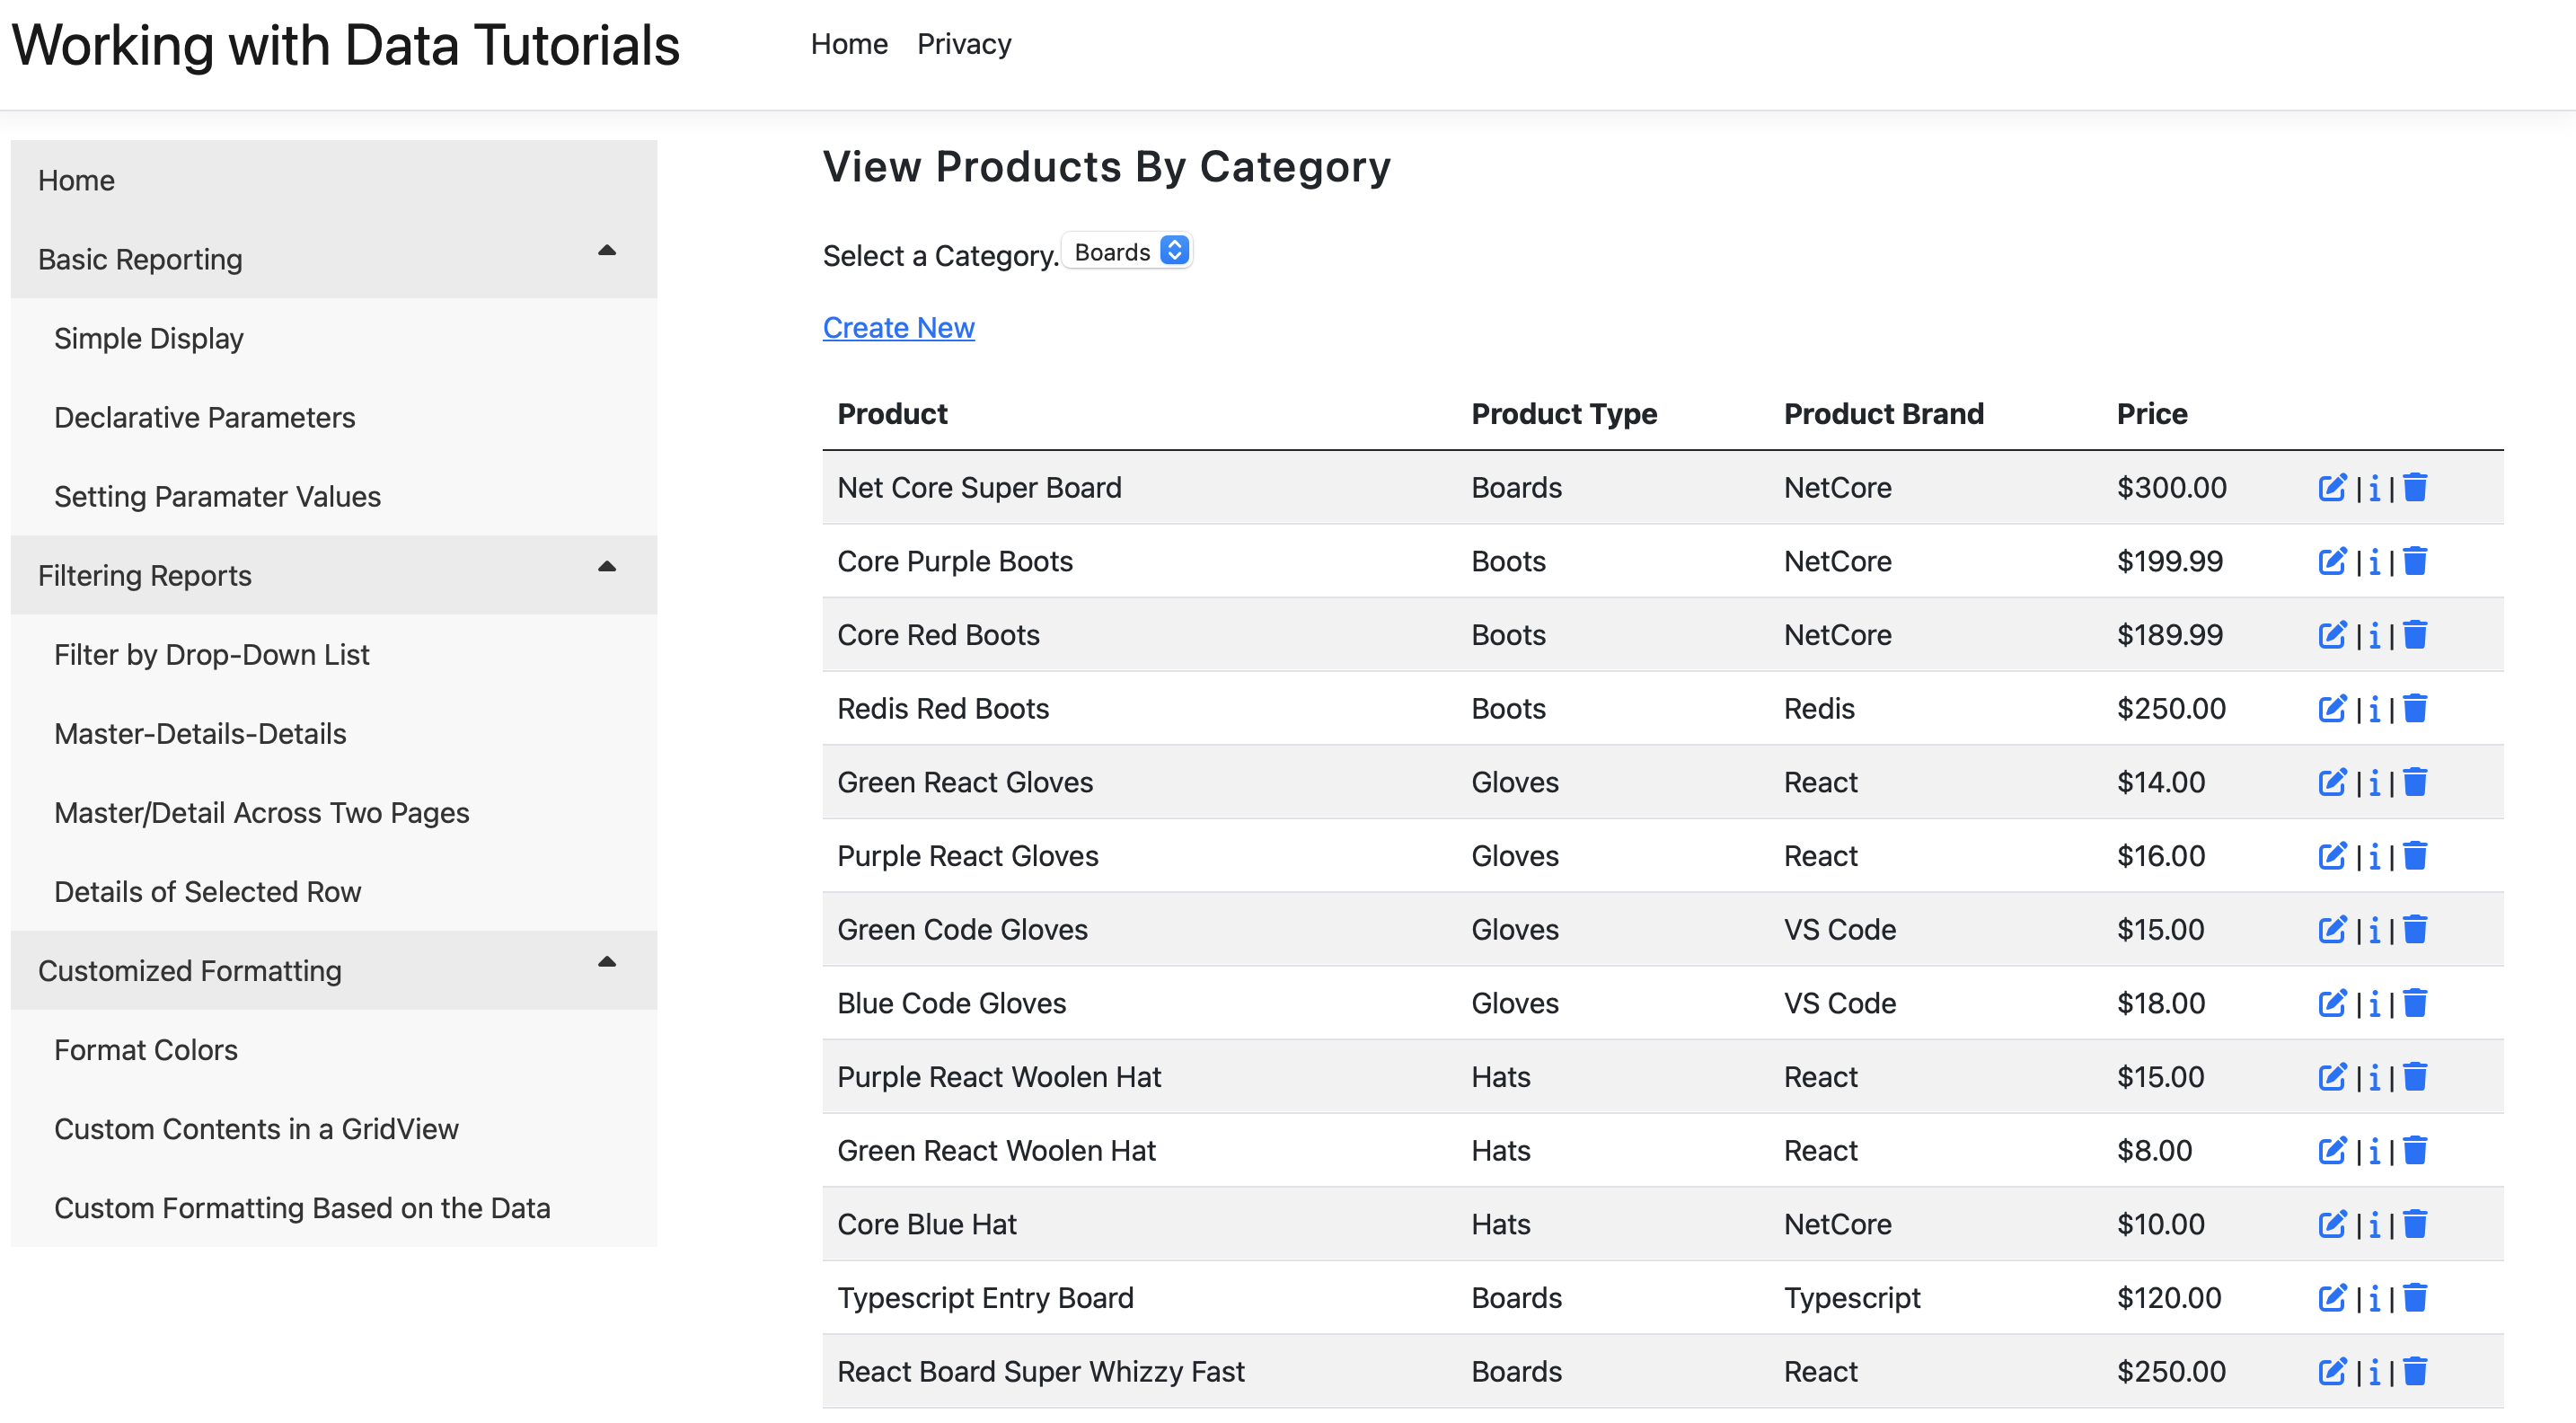 Working with Data Tutorials
Home Privacy
Home
Basic Reporting
Simple Display
Declarative Parameters
Setting Paramater Values
Filtering Reports
Filter by Drop-Down List
Master-Details-Details
Master/Detail Across Two Pages
Details of Selected Row
Customized Formatting
Format Colors
Custom Contents in a GridView
Custom Formatting Based on the Data
View Products By Category
Select a Category. Boards
Create New
Product Product Type Product Brand Price
Net Core Super Board Boards NetCore $300.00 | i |
Core Purple Boots Boots NetCore $199.99 | i |
Core Red Boots Boots NetCore $189.99 | i |
Redis Red Boots Boots Redis $250.00 | i |
Green React Gloves Gloves React $14.00 | i |
Purple React Gloves Gloves React $16.00 | i |
Green Code Gloves Gloves VS Code $15.00 | i |
Blue Code Gloves Gloves VS Code $18.00 | i |
Purple React Woolen Hat Hats React $15.00 | i |
Green React Woolen Hat Hats React $8.00 | i |
Core Blue Hat Hats NetCore $10.00 | i |
Typescript Entry Board Boards Typescript $120.00 | i |
React Board Super Whizzy Fast Boards React $250.00 | i |